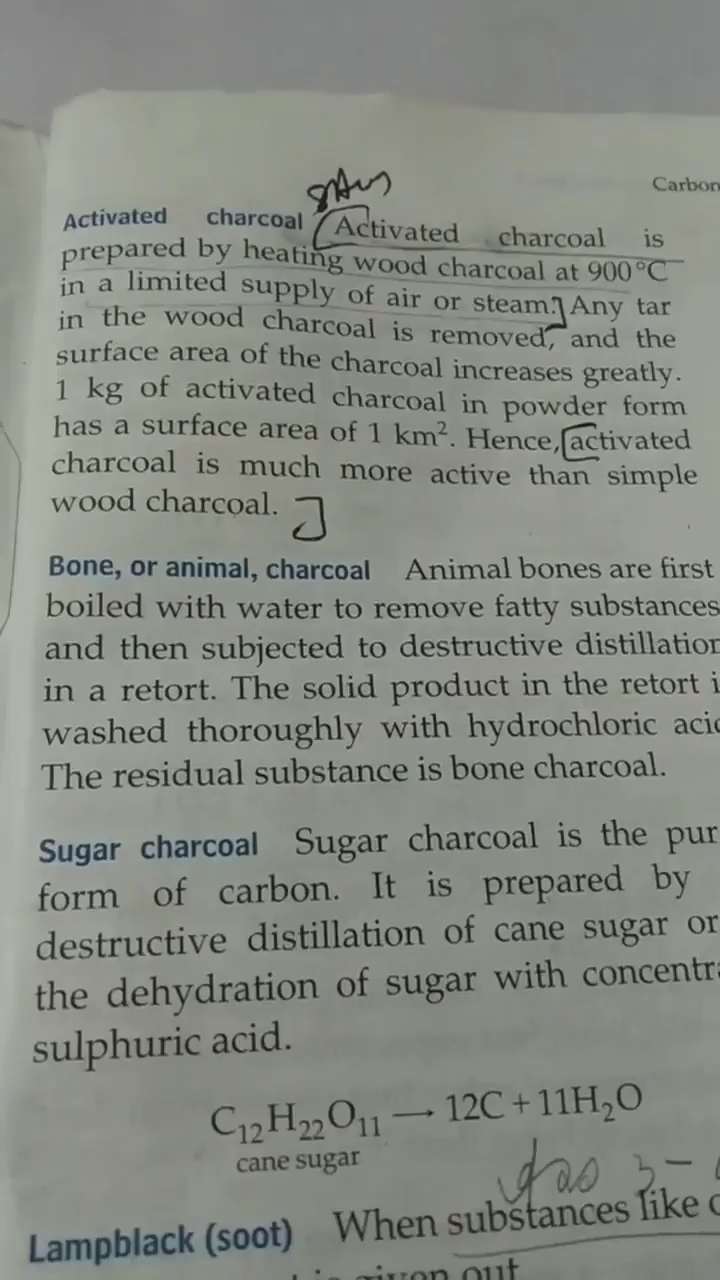 Carbon
Activated charcoal Activated charcoal is
prepared by heating wood charcoal at 900°C
in a limited supply of air or steam. Any tar
in the wood charcoal is removed, and the
surface area of the charcoal increases greatly.
1 kg of activated charcoal in powder form
has a surface area of 1 km². Hence, activated
charcoal is much more active than simple
wood charcoal.
Bone, or animal, charcoal Animal bones are first
boiled with water to remove fatty substances
and then subjected to destructive distillation
in a retort. The solid product in the retort i
washed thoroughly with hydrochloric aci
The residual substance is bone charcoal.
Sugar charcoal Sugar charcoal is the pur
form of carbon. It is prepared by
destructive distillation of cane sugar or
the dehydration of sugar with concentr
sulphuric acid.
C₁₂H₂₂O₁₁ → 12C + 11H₂O
cane sugar
Lampblack (soot) When substances like
given out